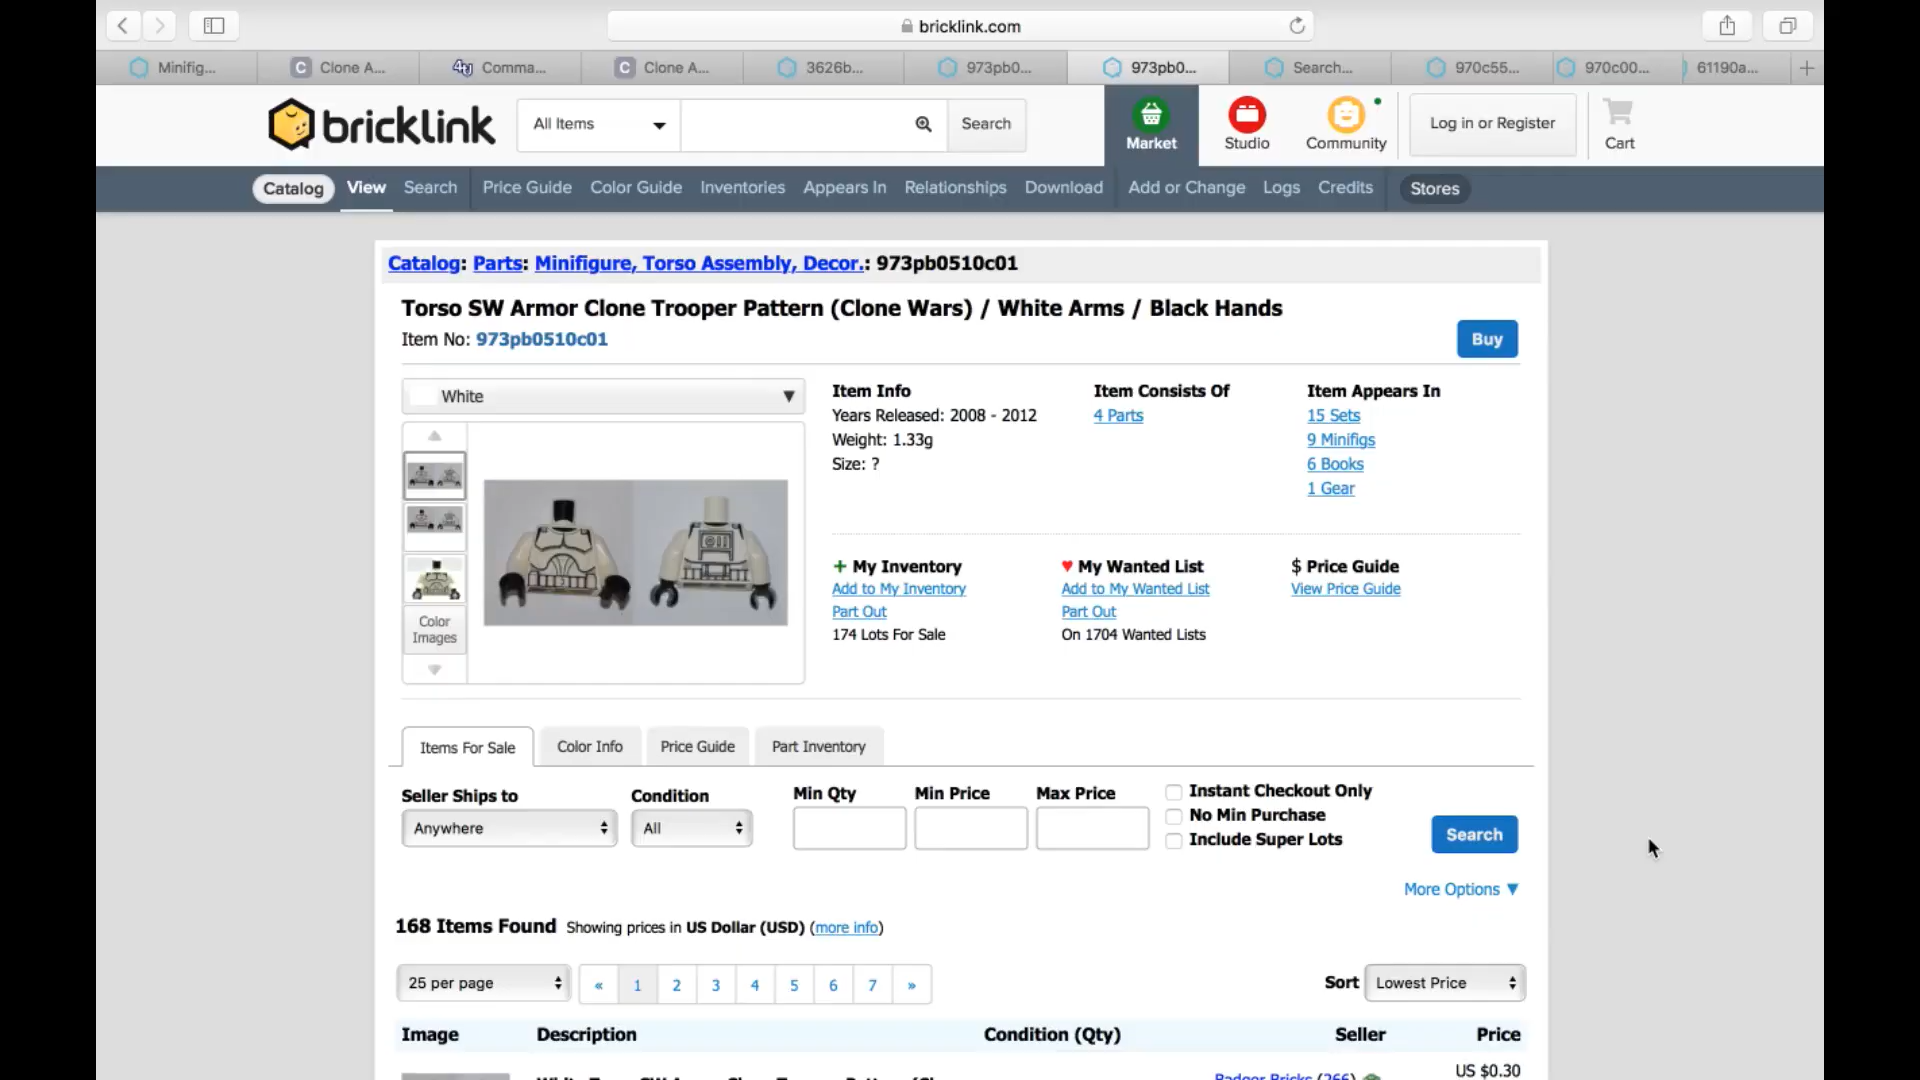 bricklink.com
Minifig...
Clone A...
Comma...
Clone A...
3626b...
973pb0...
973pb0...
Search...
970c55...
970c00...
61190a...
bricklink
All Items
Search
Market
Studio
Community
Log in or Register
Cart
Catalog
View
Search
Price Guide
Color Guide
Inventories
Appears In
Relationships
Download
Add or Change
Logs
Credits
Stores
Catalog: Parts: Minifigure, Torso Assembly, Decor.: 973pb0510c01
Torso SW Armor Clone Trooper Pattern (Clone Wars) / White Arms / Black Hands
Item No: 973pb0510c01
Buy
White
Color
Images
Item Info
Years Released: 2008 - 2012
Weight: 1.33g
Size: ?
Item Consists Of
4 Parts
Item Appears In
15 Sets
9 Minifigs
6 Books
1 Gear
+ My Inventory
Add to My Inventory
Part Out
174 Lots For Sale
♥ My Wanted List
Add to My Wanted List
Part Out
On 1704 Wanted Lists
$ Price Guide
View Price Guide
Items For Sale
Color Info
Price Guide
Part Inventory
Seller Ships to
Anywhere
Condition
All
Min Qty
Min Price
Max Price
Instant Checkout Only
No Min Purchase
Include Super Lots
Search
More Options ▼
168 Items Found Showing prices in US Dollar (USD) (more info)
25 per page
« 1 2 3 4 5 6 7 »
Sort Lowest Price
Image Description Condition (Qty) Seller Price
Badger Bricks (266)
US $0.30